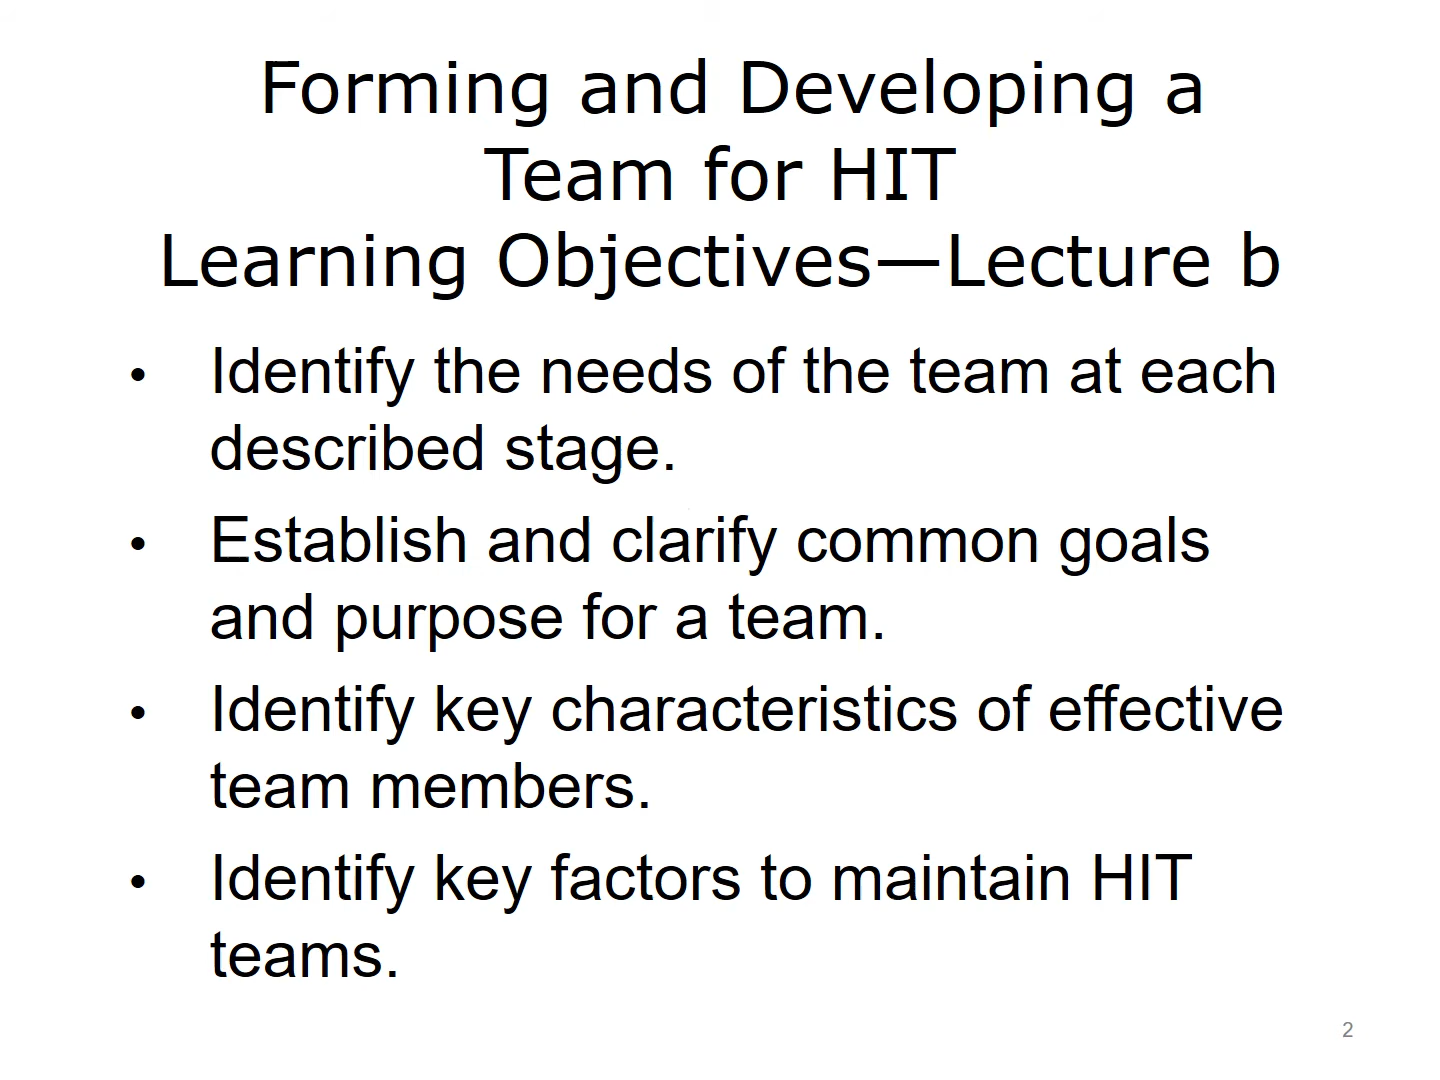 Forming and Developing a
Team for HIT
Learning Objectives—Lecture b
• Identify the needs of the team at each
described stage.
• Establish and clarify common goals
and purpose for a team.
• Identify key characteristics of effective
team members.
• Identify key factors to maintain HIT
teams.
2